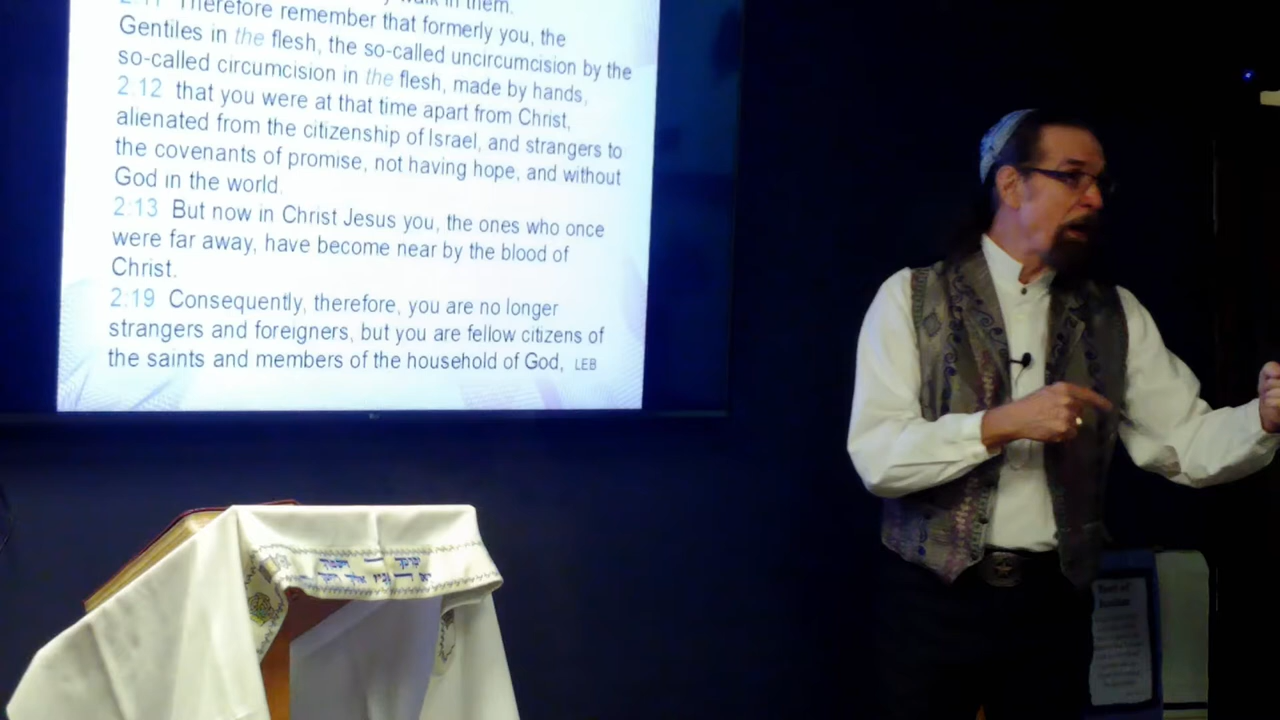 walk in them.
2:11 Therefore remember that formerly you, the
Gentiles in the flesh, the so-called uncircumcision by the
so-called circumcision in the flesh, made by hands,
2:12 that you were at that time apart from Christ,
alienated from the citizenship of Israel, and strangers to
the covenants of promise, not having hope, and without
God in the world.
2:13 But now in Christ Jesus you, the ones who once
were far away, have become near by the blood of
Christ.
2:19 Consequently, therefore, you are no longer
strangers and foreigners, but you are fellow citizens of
the saints and members of the household of God, LEB